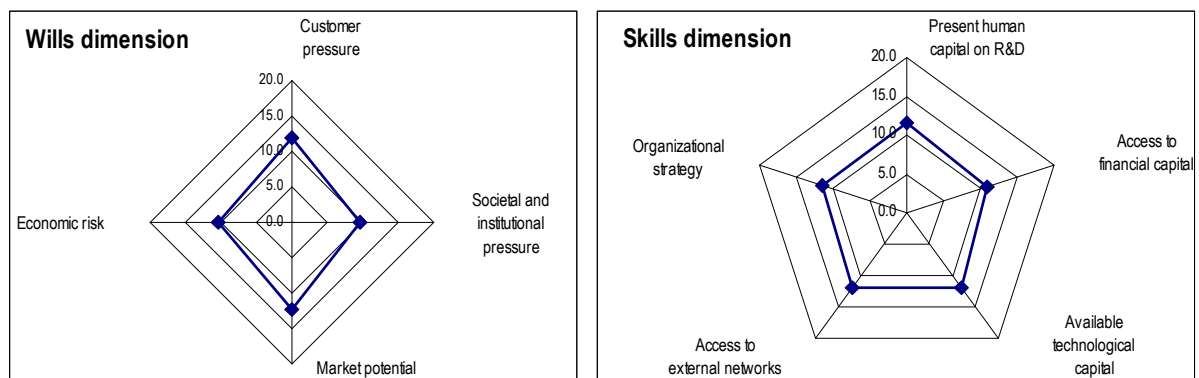 Wills dimension
Customer
pressure
20.0
15.0
10.0
5.0
0.0
Economic risk
Societal and
institutional
pressure
Market potential
Skills dimension
Present human
capital on R&D
20.0
15.0
10.0
5.0
0.0
Organizational
strategy
Access to
financial capital
Access to
external networks
Available
technological
capital